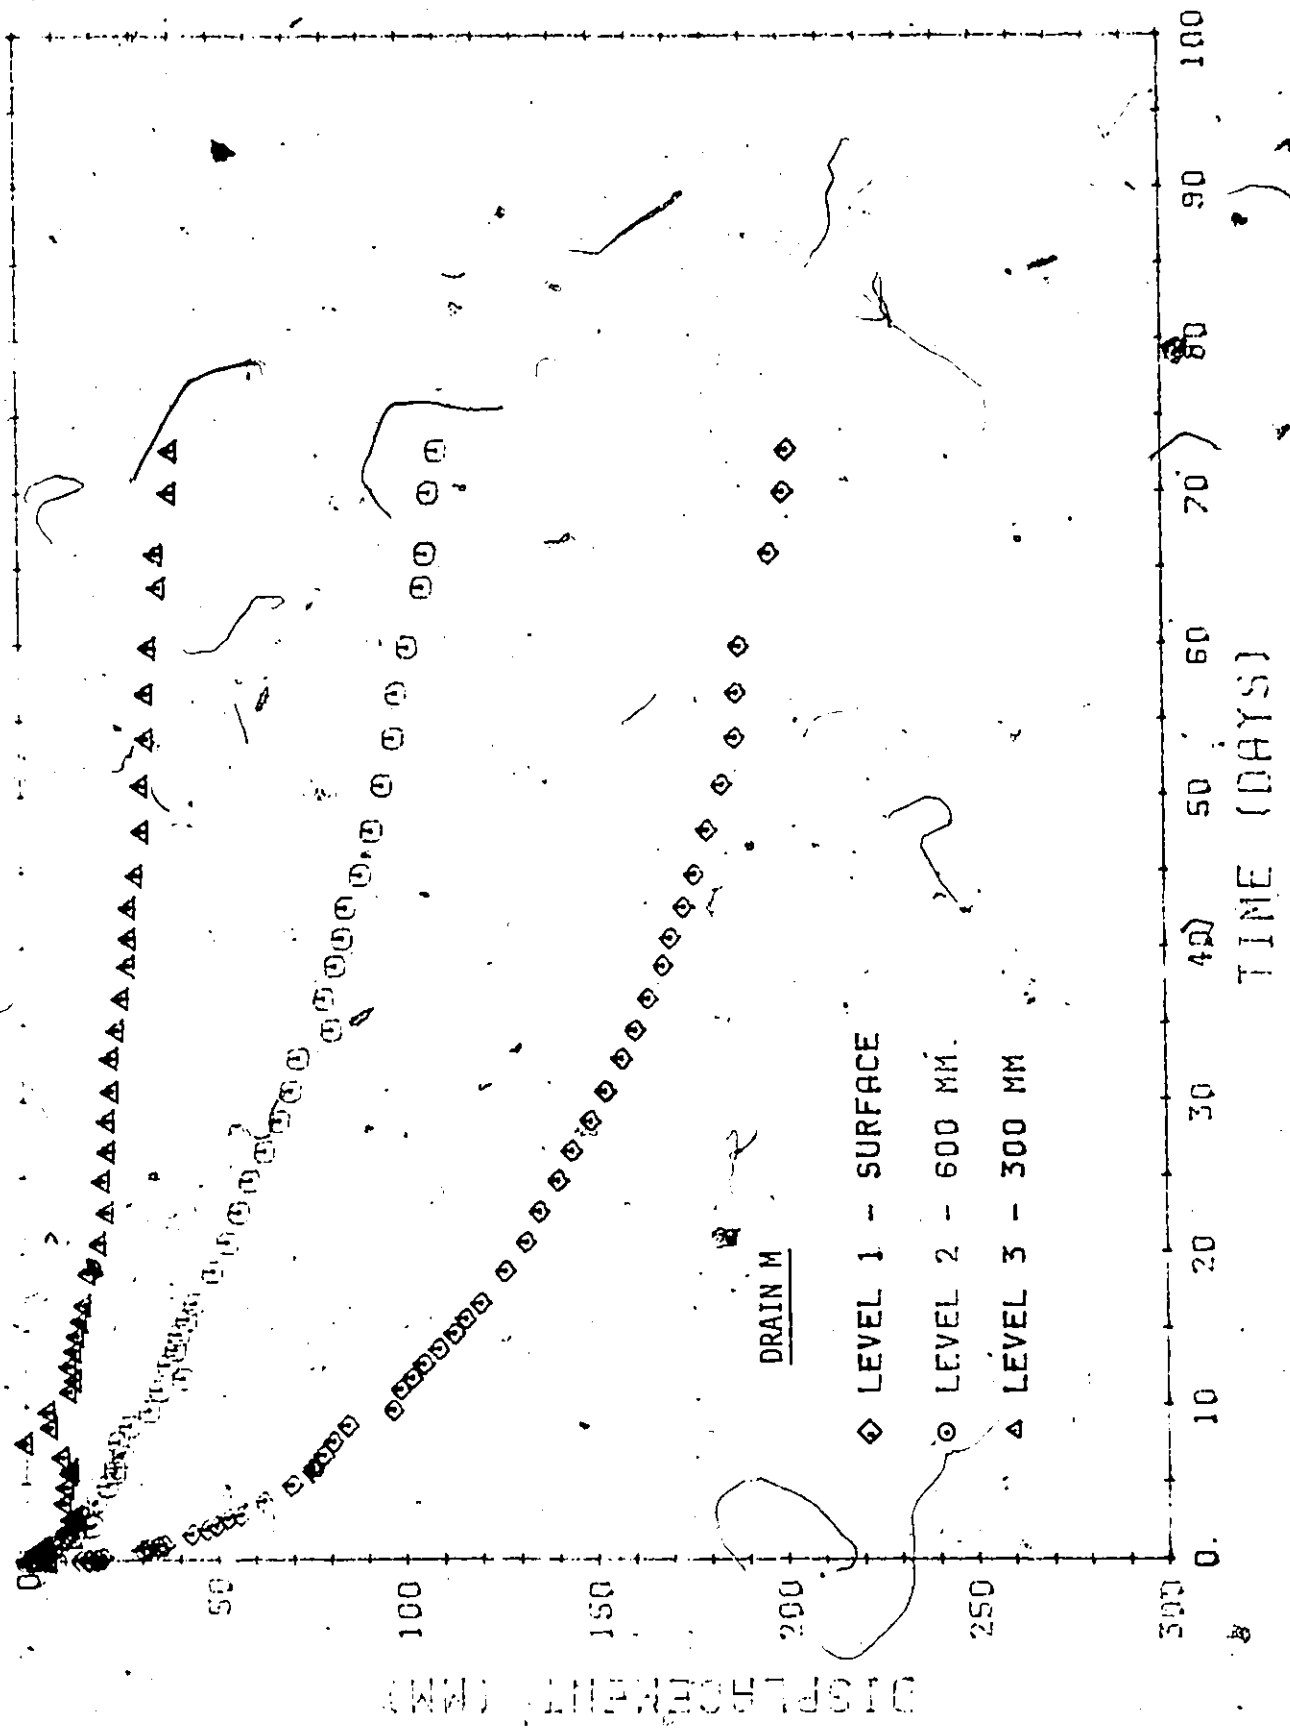 DISPLACEMENT (MM)
0
50
100
150
200
250
300
0. 10 20 30 40 50 60 70 80 90 100
TIME (DAYS)
DRAIN M
LEVEL 1 - SURFACE
LEVEL 2 - 600 MM.
LEVEL 3 - 300 MM